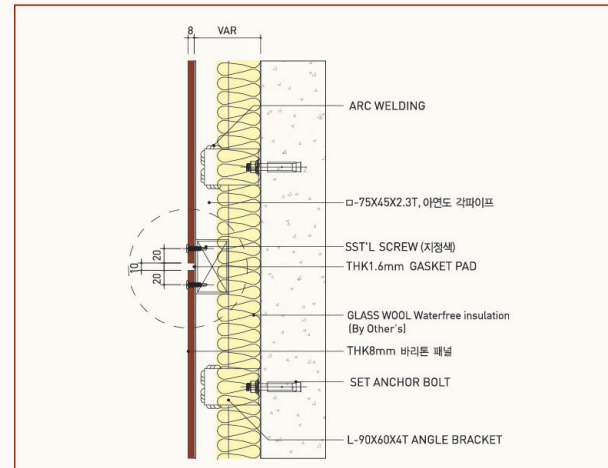 8 VAR
ARC WELDING
ㅁ-75X45X2.3T, 아연도 각파이프
SST'L SCREW (지정색)
THK1.6mm GASKET PAD
10
20
20
GLASS WOOL Waterfree insulation
(By Other's)
THK8mm 바리톤 패널
SET ANCHOR BOLT
L-90X60X4T ANGLE BRACKET